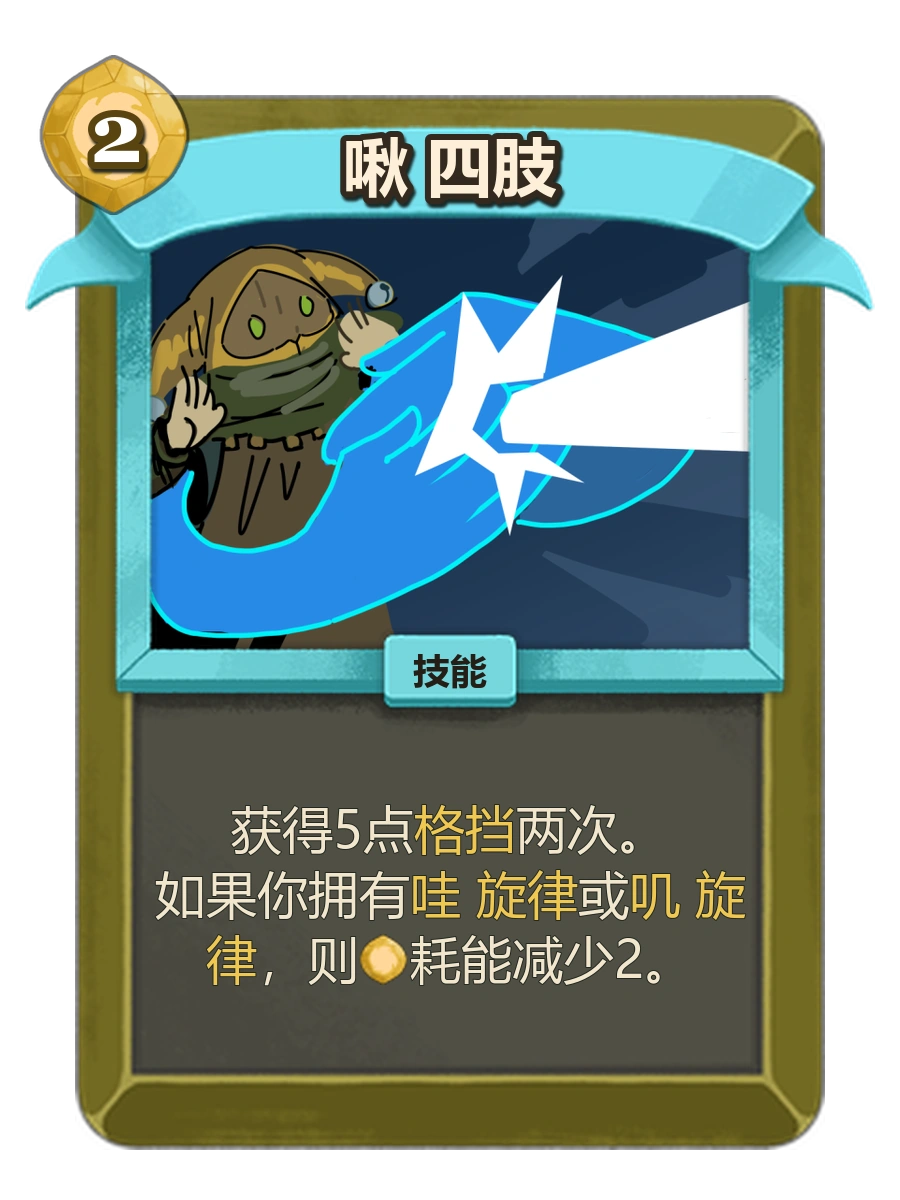 2
啾 四肢
技能
获得5点格挡两次。
如果你拥有哇 旋律或叽 旋
律，则耗能减少2。